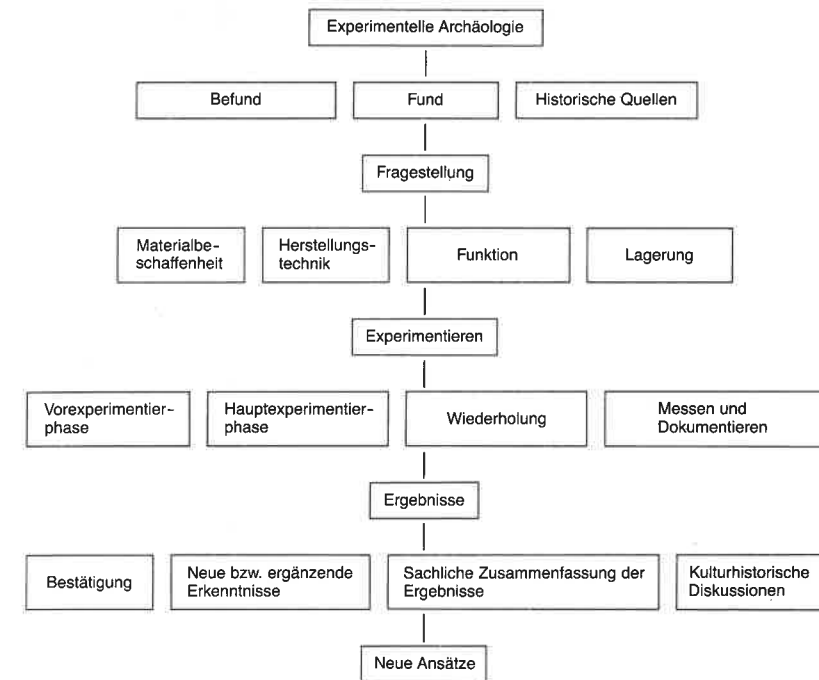 Experimentelle Archäologie
Befund
Fund
Historische Quellen
Fragestellung
Materialbe-
schaffenheit
Herstellungs-
technik
Funktion
Lagerung
Experimentieren
Vorexperimentier-
phase
Hauptexperimentier-
phase
Wiederholung
Messen und
Dokumentieren
Ergebnisse
Bestätigung
Neue bzw. ergänzende
Erkenntnisse
Sachliche Zusammenfassung der
Ergebnisse
Kulturhistorische
Diskussionen
Neue Ansätze